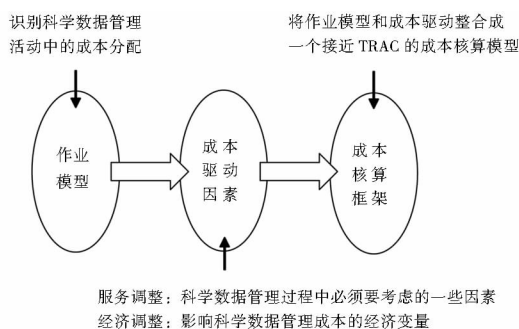 识别科学数据管理
活动中的成本分配
将作业模型和成本驱动整合成
一个接近 TRAC 的成本核算模型
作业
模型
成本
驱动
因素
成本
核算
框架
服务调整：科学数据管理过程中必须要考虑的一些因素
经济调整：影响科学数据管理成本的经济变量